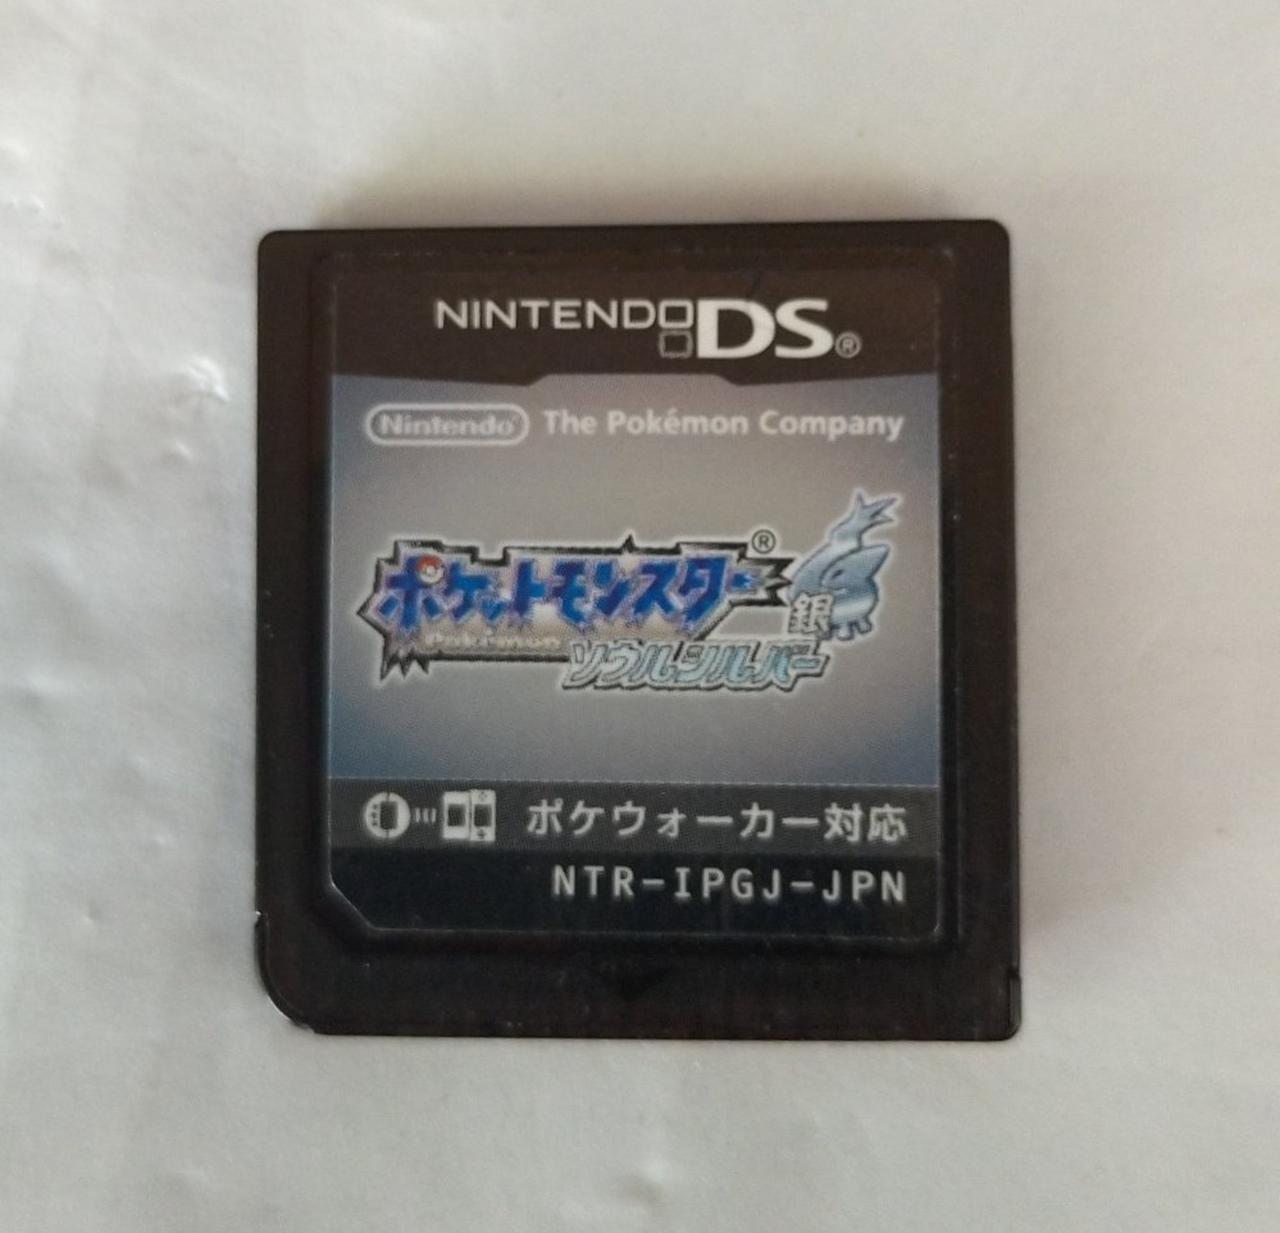 NINTENDO DS®
Nintendo® The Pokémon Company
ポケットモンスター®
Pokémon
銀
ソウルシルバー
ポケウォーカー対応
NTR-IPGJ-JPN